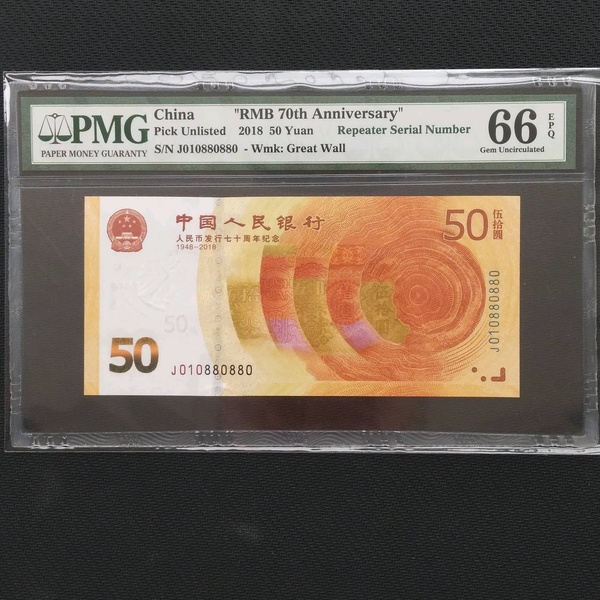 PMG
PAPER MONEY GUARANTY
China "RMB 70th Anniversary"
Pick Unlisted 2018 50 Yuan Repeater Serial Number
S/N J010880880 - Wmk: Great Wall
66 EPQ
Gem Uncirculated
中国人民银行
人民币发行七十周年纪念
1948-2018
50 伍拾圆
50
50
J010880880
J010880880